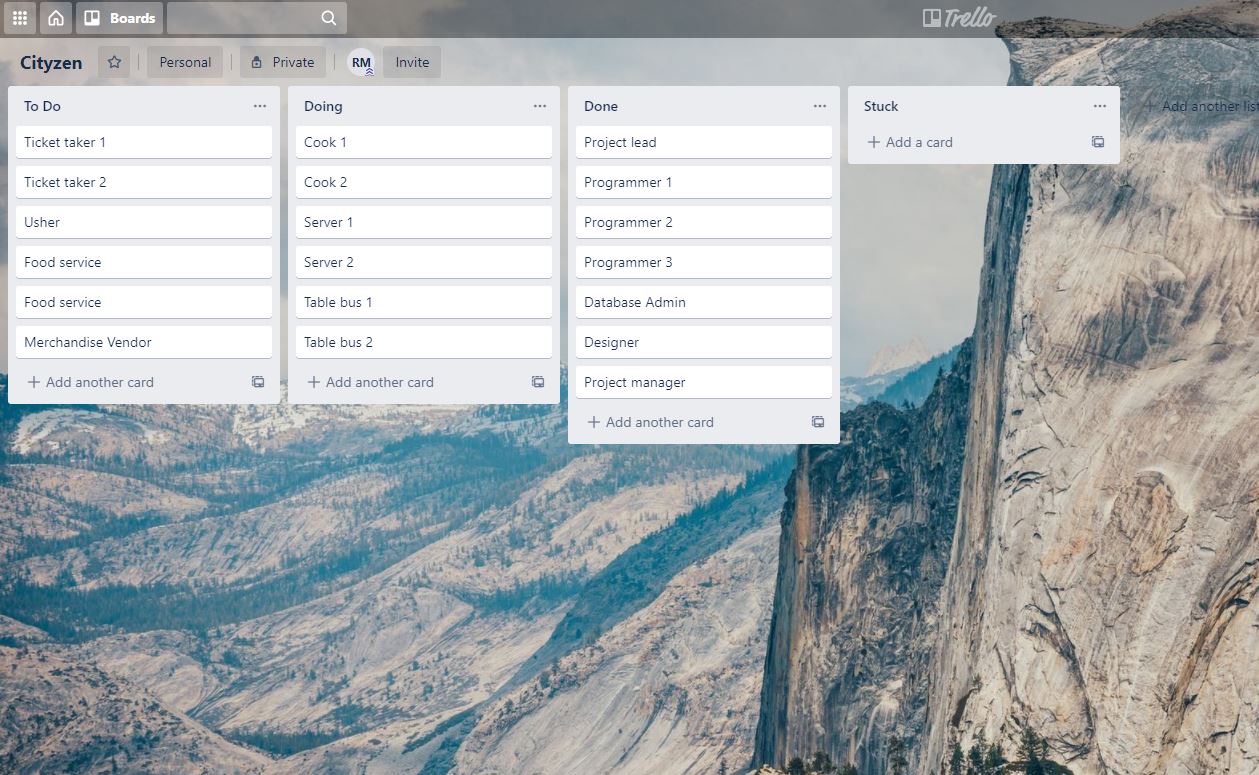 Boards
Trello
Cityzen
Personal
Private
RM
Invite
To Do
Ticket taker 1
Ticket taker 2
Usher
Food service
Food service
Merchandise Vendor
Add another card
Doing
Cook 1
Cook 2
Server 1
Server 2
Table bus 1
Table bus 2
Add another card
Done
Project lead
Programmer 1
Programmer 2
Programmer 3
Database Admin
Designer
Project manager
Add another card
Stuck
Add a card
Add another list